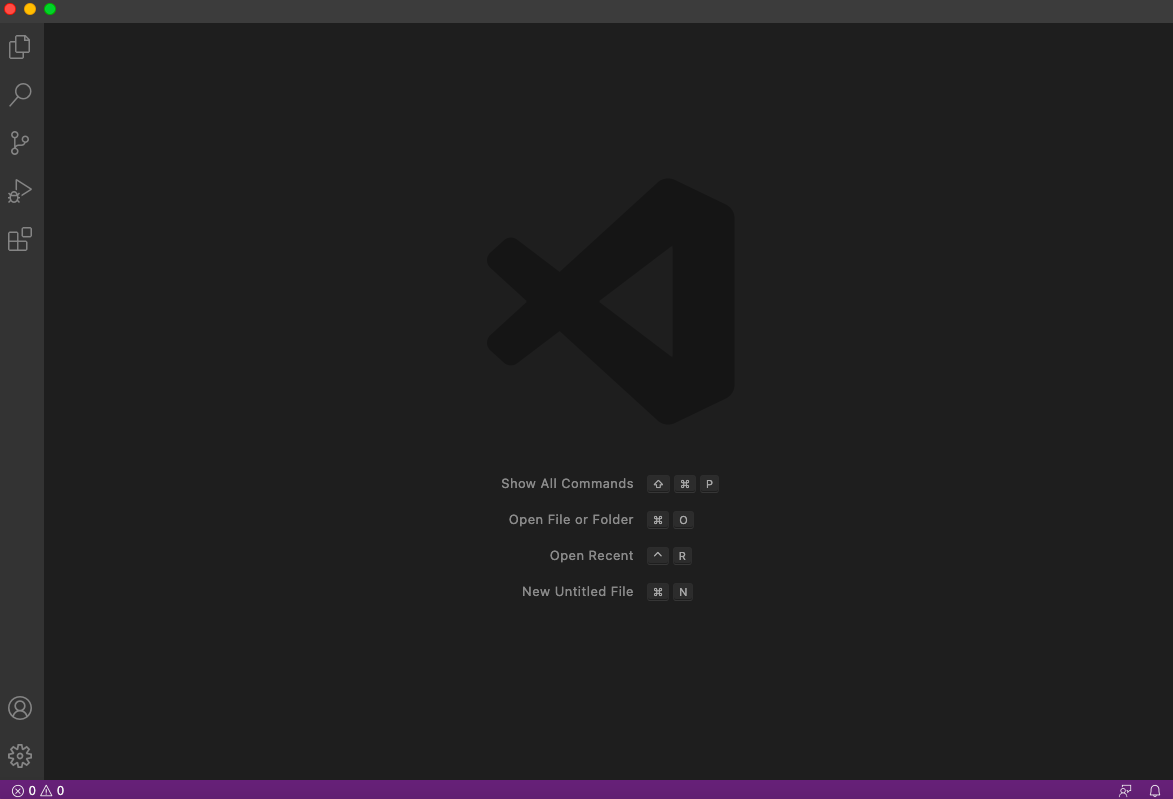 Show All Commands ⇧ ⌘ P
Open File or Folder ⌘ O
Open Recent ^ R
New Untitled File ⌘ N
0 0